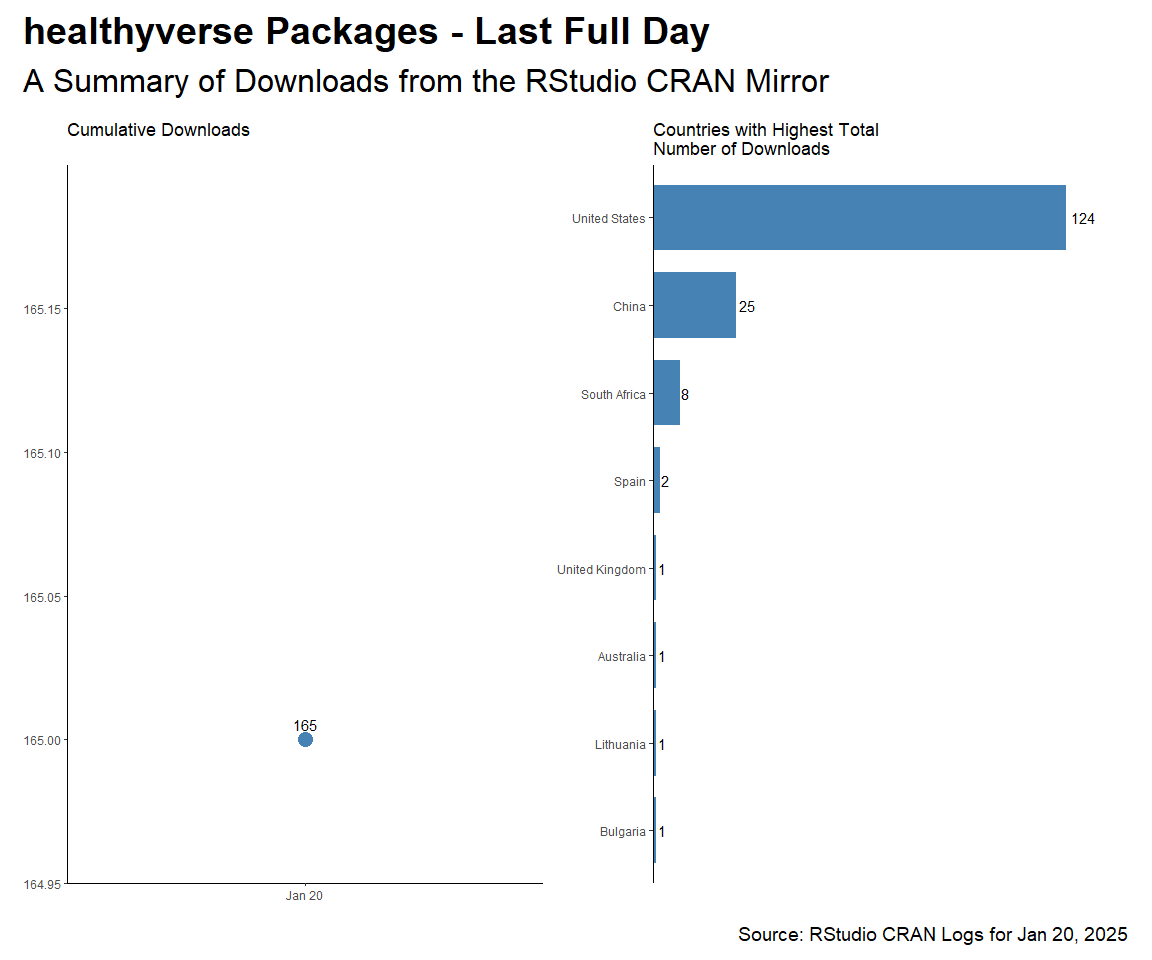 healthyverse Packages - Last Full Day
A Summary of Downloads from the RStudio CRAN Mirror
Cumulative Downloads
165.15
165.10
165.05
165.00
164.95
165
Jan 20
Countries with Highest Total
Number of Downloads
United States 124
China 25
South Africa 8
Spain 2
United Kingdom 1
Australia 1
Lithuania 1
Bulgaria 1
Source: RStudio CRAN Logs for Jan 20, 2025